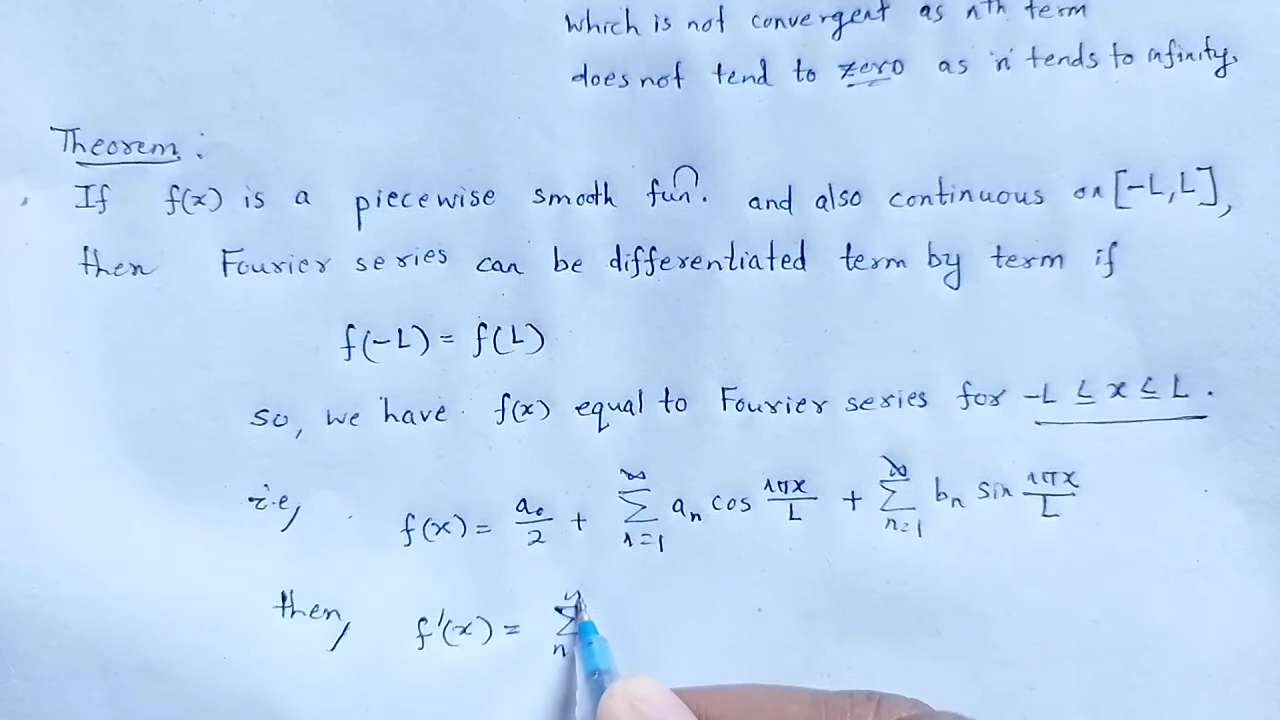 which is not convergent as nth term
does not tend to zero as 'n' tends to infinity.
Theorem :
If f(x) is a piecewise smooth fun. and also continuous on [-L, L],
then Fourier series can be differentiated term by term if
f(-L) = f(L)
so, we have f(x) equal to Fourier series for -L ≤ x ≤ L.
i.e, f(x) = a₀/2 + ∑_{n=1}^{∞} aₙ cos nπx/L + ∑_{n=1}^{∞} bₙ sin nπx/L
then, f'(x) = ∑ n